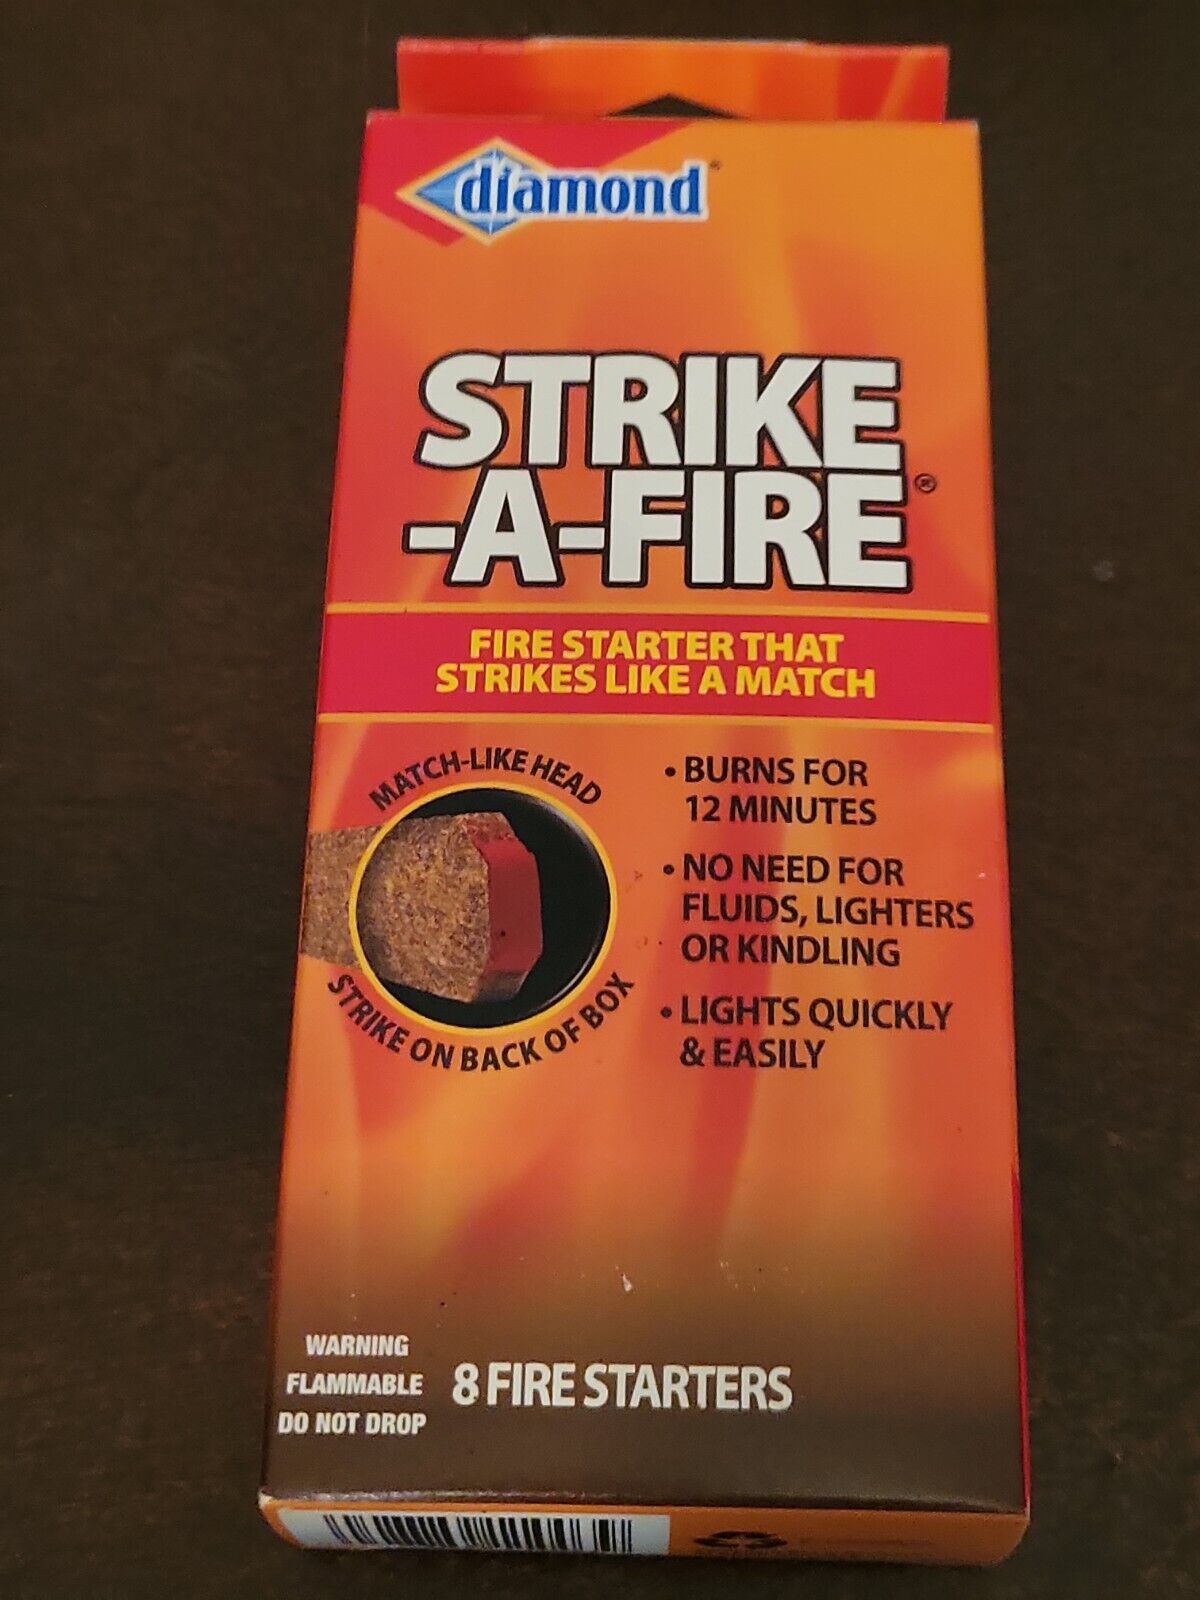 diamond®
STRIKE
-A-FIRE®
FIRE STARTER THAT
STRIKES LIKE A MATCH
MATCH-LIKE HEAD
STRIKE ON BACK OF BOX
• BURNS FOR
12 MINUTES
• NO NEED FOR
FLUIDS, LIGHTERS
OR KINDLING
• LIGHTS QUICKLY
& EASILY
WARNING
FLAMMABLE
DO NOT DROP
8 FIRE STARTERS